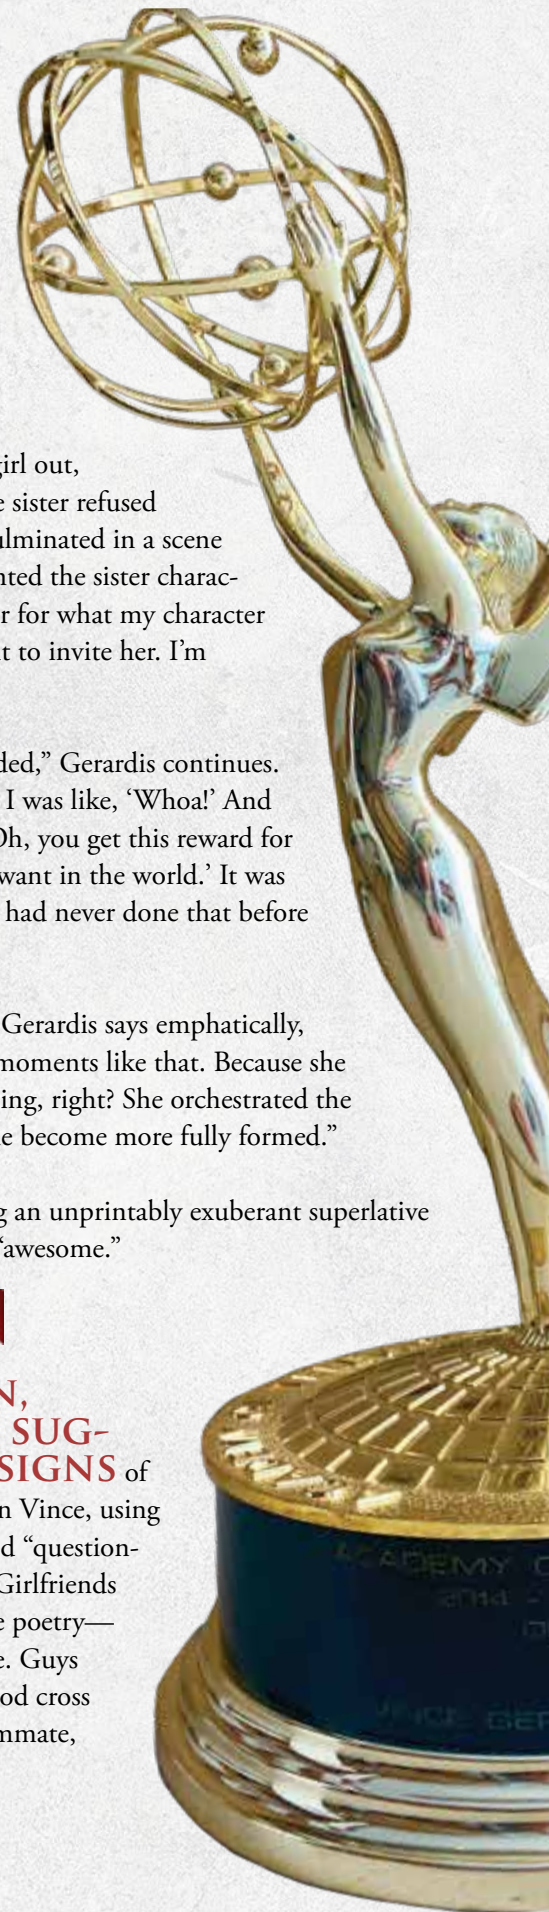 girl out,
sister refused
ulminated in a scene
nted the sister charac-
r for what my character
t to invite her. I’m
ded,” Gerardis continues.
I was like, ‘Whoa!’ And
Oh, you get this reward for
want in the world.’ It was
had never done that before
Gerardis says emphatically,
moments like that. Because she
ing, right? She orchestrated the
e become more fully formed.”
g an unprintably exuberant superlative
“awesome.”
N,
SUG-
SIGNS of
n Vince, using
d “question-
Girlfriends
e poetry—
e. Guys
od cross
mmate,
ACADEMY O
2014 -
VINCE GER